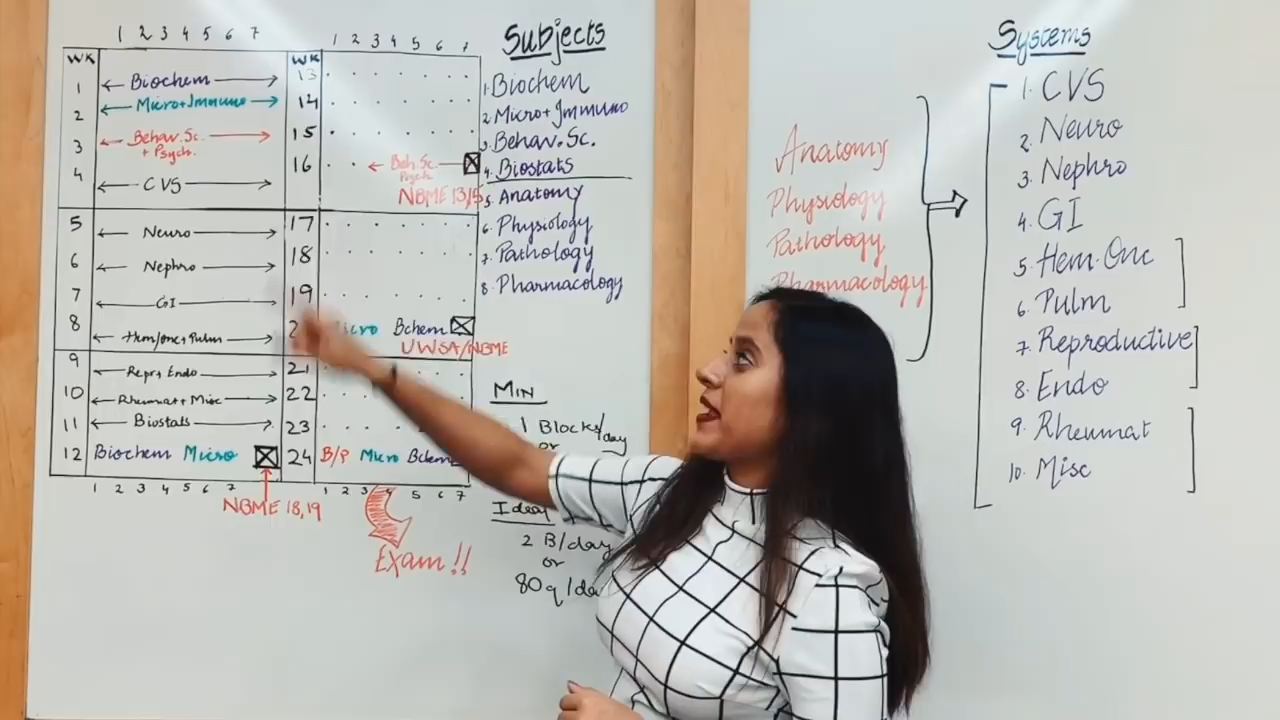 1 2 3 4 5 6 7
WK
1 Biochem
2 Micro+Immuno
3 Behav. Sc.
+ Psych.
4 CVS
5 Neuro
6 Nephro
7 GI
8 Hem/onc+Pulm
9 Repr+Endo
10 Rheumat+Misc
11 Biostats
12 Biochem Micro
1 2 3 4 5 6 7
NBME 18,19
1 2 3 4 5 6 7
WK
13
14
15
16 Beh. Sc.
Psych.
NBME 13/15
17
18
19
Bchem
UWSA/NBME
21
22
23
24 B/P Micro Bchem
1 2 3 4 5 6 7
Exam !!
Subjects
1. Biochem
2 Micro+Immuno
3 Behav. Sc.
4. Biostats
5. Anatomy
6. Physiology
7. Pathology
8 Pharmacology
MIN
1 Blocks/day
or
2 B/day
or
Anatomy
Physiology
Pathology
Pharmacology
Systems
1. CVS
2. Neuro
3. Nephro
4. GI
5. Hem.Onc
6. Pulm
7. Reproductive
8. Endo
9. Rheumat
10. Misc